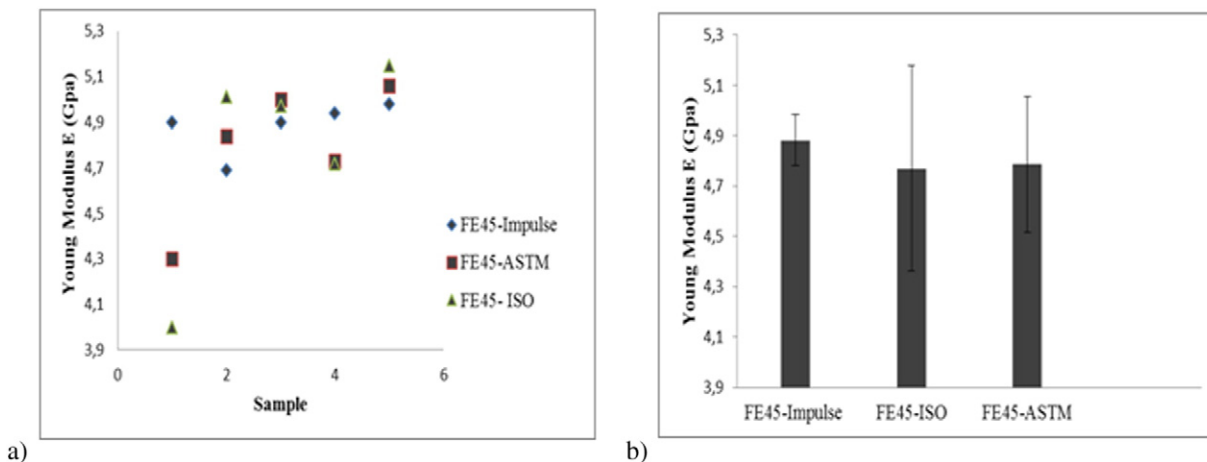 5,3
5,1
4,9
4,7
4,5
4,3
4,1
3,9
Young Modulus E (Gpa)
0
2
4
6
Sample
FE45-Impulse
FE45-ASTM
FE45- ISO
a)
5,3
5,1
4,9
4,7
4,5
4,3
4,1
3,9
Young Modulus E (Gpa)
FE45-Impulse
FE45-ISO
FE45-ASTM
b)